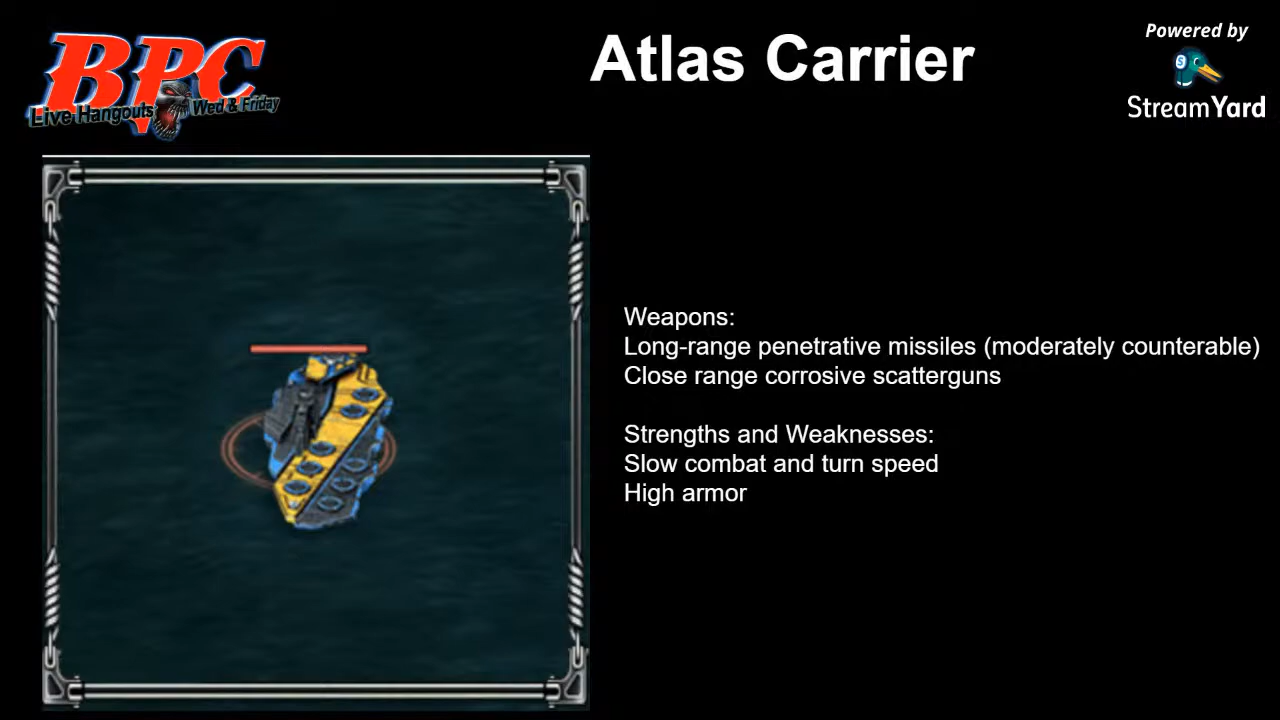 BPC
Live Hangouts Wed & Friday
Atlas Carrier
Powered by
StreamYard
Weapons:
Long-range penetrative missiles (moderately counterable)
Close range corrosive scatterguns
Strengths and Weaknesses:
Slow combat and turn speed
High armor